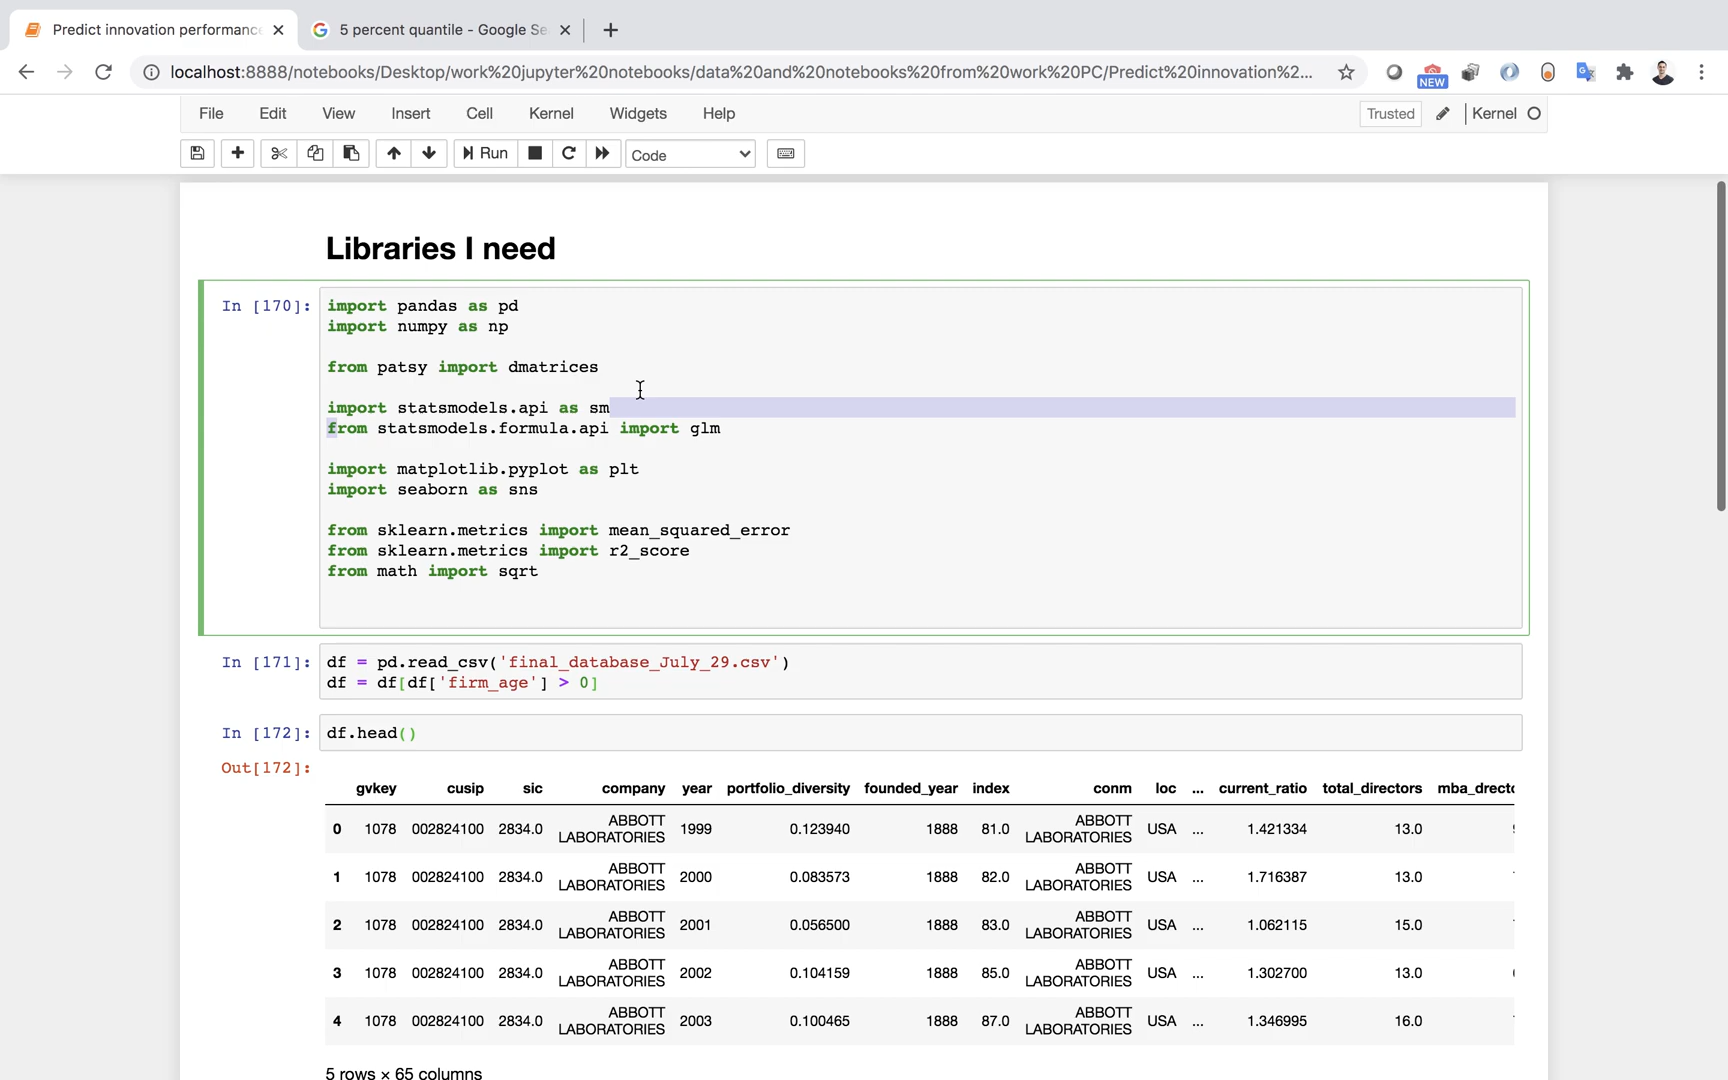 Predict innovation performance
5 percent quantile - Google Se
localhost:8888/notebooks/Desktop/work%20jupyter%20notebooks/data%20and%20notebooks%20from%20work%20PC/Predict%20innovation%2...
NEW
File Edit View Insert Cell Kernel Widgets Help
Trusted
Kernel
Run
Code
Libraries I need
In [170]:
import pandas as pd
import numpy as np
from patsy import dmatrices
import statsmodels.api as sm
from statsmodels.formula.api import glm
import matplotlib.pyplot as plt
import seaborn as sns
from sklearn.metrics import mean_squared_error
from sklearn.metrics import r2_score
from math import sqrt
In [171]:
df = pd.read_csv('final_database_July_29.csv')
df = df[df['firm_age'] > 0]
In [172]:
df.head()
Out[172]:
gvkey cusip sic company year portfolio_diversity founded_year index conm loc ... current_ratio total_directors mba_directo
0 1078 002824100 2834.0 ABBOTT LABORATORIES 1999 0.123940 1888 81.0 ABBOTT LABORATORIES USA ... 1.421334 13.0
1 1078 002824100 2834.0 ABBOTT LABORATORIES 2000 0.083573 1888 82.0 ABBOTT LABORATORIES USA ... 1.716387 13.0
2 1078 002824100 2834.0 ABBOTT LABORATORIES 2001 0.056500 1888 83.0 ABBOTT LABORATORIES USA ... 1.062115 15.0
3 1078 002824100 2834.0 ABBOTT LABORATORIES 2002 0.104159 1888 85.0 ABBOTT LABORATORIES USA ... 1.302700 13.0
4 1078 002824100 2834.0 ABBOTT LABORATORIES 2003 0.100465 1888 87.0 ABBOTT LABORATORIES USA ... 1.346995 16.0
5 rows × 65 columns